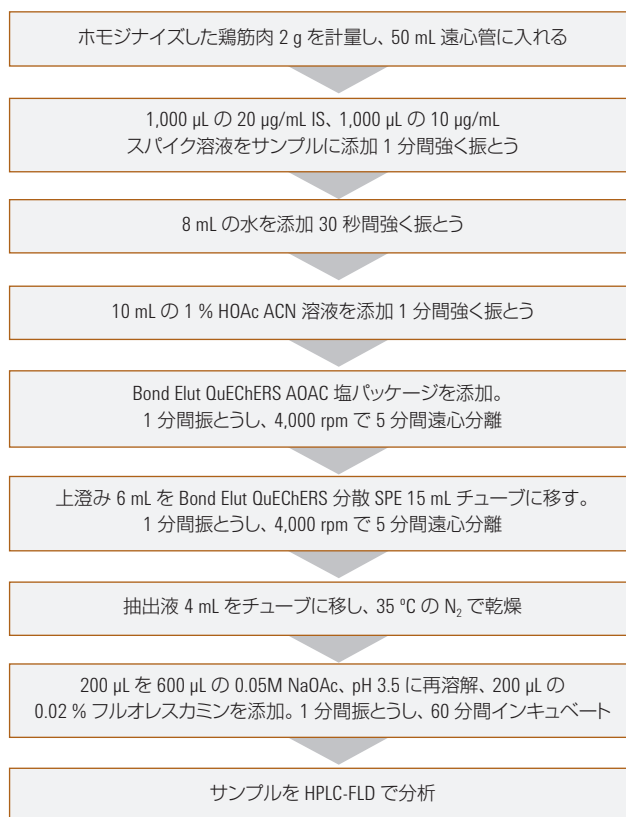 ホモジナイズした鶏筋肉 2 g を計量し、50 mL 遠心管に入れる
1,000 µL の 20 µg/mL IS、1,000 µL の 10 µg/mL
スパイク溶液をサンプルに添加 1 分間強く振とう
8 mL の水を添加 30 秒間強く振とう
10 mL の 1 % HOAc ACN 溶液を添加 1 分間強く振とう
Bond Elut QuEChERS AOAC 塩パッケージを添加。
1 分間振とうし、4,000 rpm で 5 分間遠心分離
上澄み 6 mL を Bond Elut QuEChERS 分散 SPE 15 mL チューブに移す。
1 分間振とうし、4,000 rpm で 5 分間遠心分離
抽出液 4 mL をチューブに移し、35 ºC の N₂ で乾燥
200 µL を 600 µL の 0.05M NaOAc、pH 3.5 に再溶解、200 µL の
0.02 % フルオレスカミンを添加。1 分間振とうし、60 分間インキュベート
サンプルを HPLC-FLD で分析